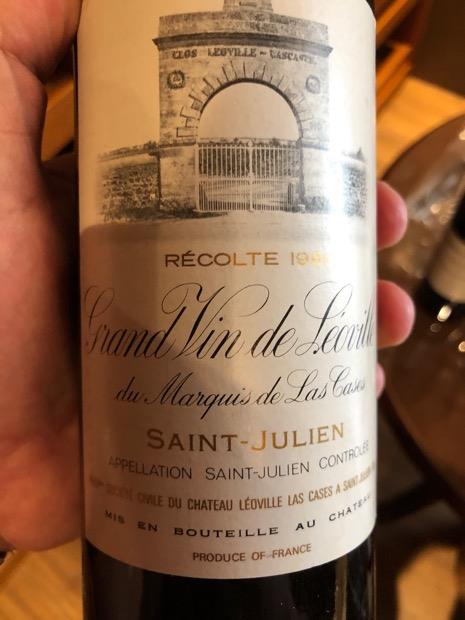 CLOS LÉOVILLE-LASCASES
RÉCOLTE
Grand Vin de Léoville
du Marquis de Las Cases
SAINT-JULIEN
APPELLATION SAINT-JULIEN CONTROLÉE
SOCIÉTÉ CIVILE DU CHATEAU LÉOVILLE LAS CASES A SAINT-JULIEN
MIS EN BOUTEILLE AU CHATEAU
PRODUCE OF FRANCE